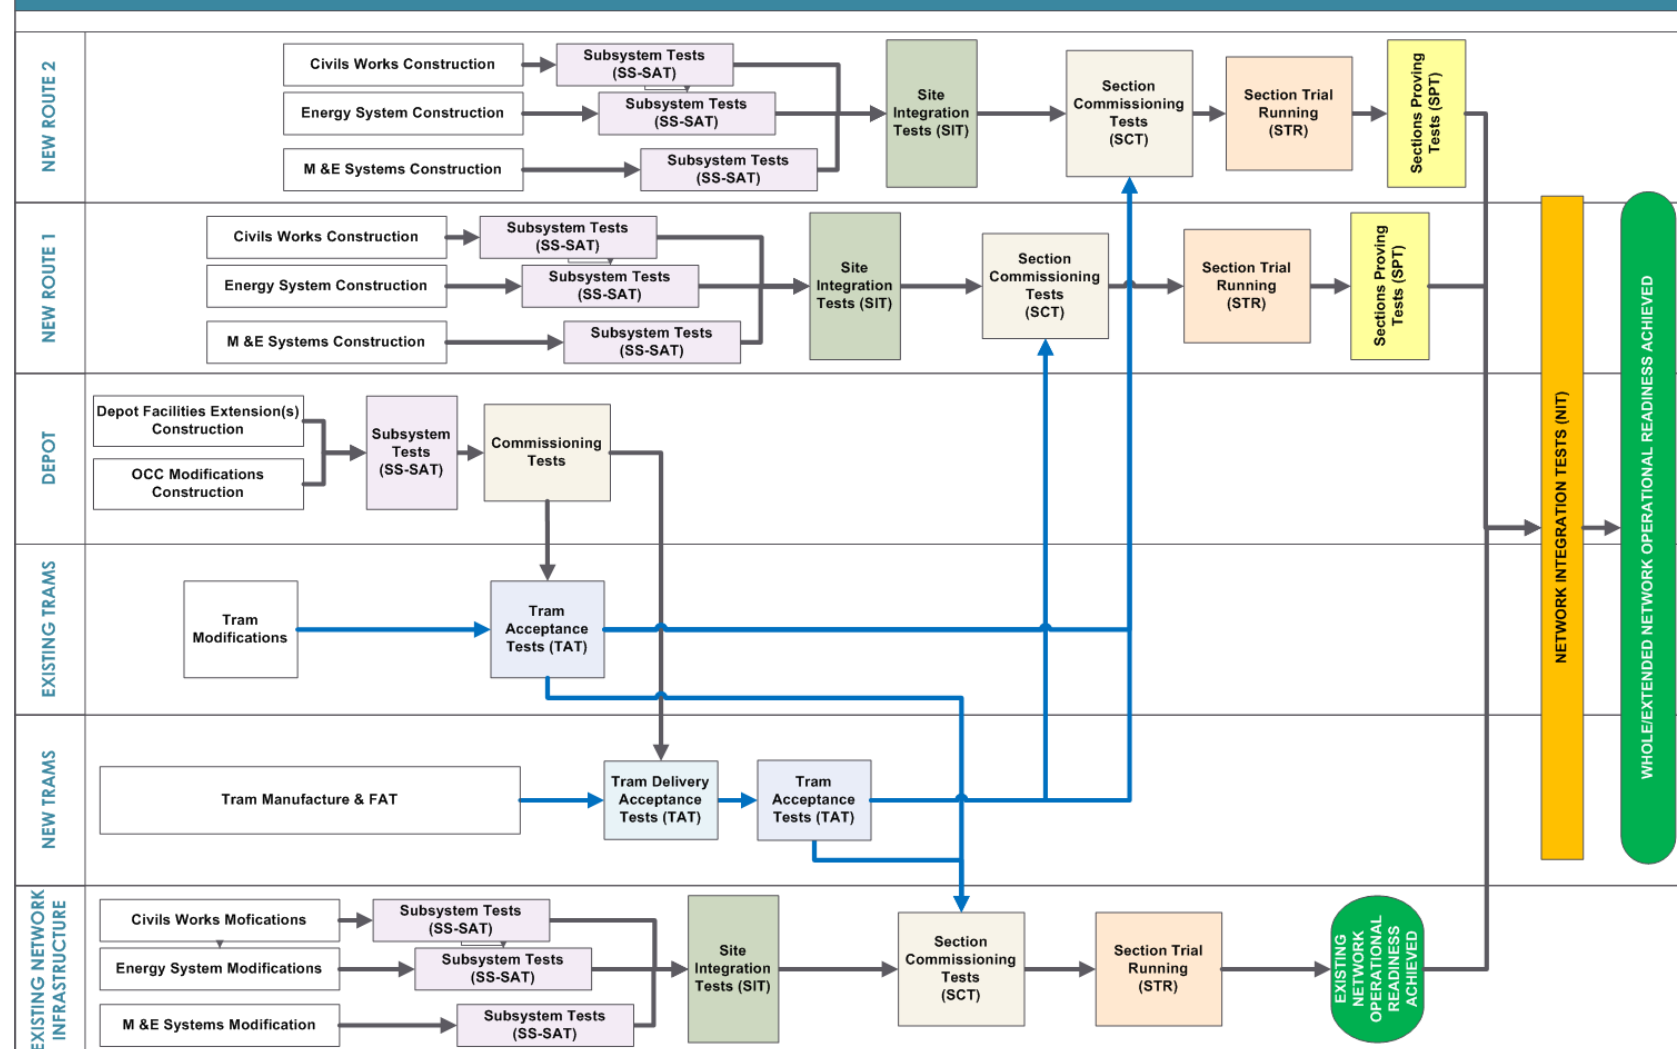 NEW ROUTE 2
Civils Works Construction
Subsystem Tests
(SS-SAT)
Energy System Construction
Subsystem Tests
(SS-SAT)
M &E Systems Construction
Subsystem Tests
(SS-SAT)
Site
Integration
Tests (SIT)
Section
Commissioning
Tests
(SCT)
Section Trial
Running
(STR)
Sections Proving
Tests (SPT)
NEW ROUTE 1
Civils Works Construction
Subsystem Tests
(SS-SAT)
Energy System Construction
Subsystem Tests
(SS-SAT)
M &E Systems Construction
Subsystem Tests
(SS-SAT)
Site
Integration
Tests (SIT)
Section
Commissioning
Tests
(SCT)
Section Trial
Running
(STR)
Sections Proving
Tests (SPT)
DEPOT
Depot Facilities Extension(s)
Construction
OCC Modifications
Construction
Subsystem
Tests
(SS-SAT)
Commissioning
Tests
EXISTING TRAMS
Tram
Modifications
Tram
Acceptance
Tests (TAT)
NEW TRAMS
Tram Manufacture & FAT
Tram Delivery
Acceptance
Tests (TAT)
Tram
Acceptance
Tests (TAT)
EXISTING NETWORK
INFRASTRUCTURE
Civils Works Mofications
Subsystem Tests
(SS-SAT)
Energy System Modifications
Subsystem Tests
(SS-SAT)
M &E Systems Modification
Subsystem Tests
(SS-SAT)
Site
Integration
Tests (SIT)
Section
Commissioning
Tests
(SCT)
Section Trial
Running
(STR)
EXISTING
NETWORK
OPERATIONAL
READINESS
ACHIEVED
NETWORK INTEGRATION TESTS (NIT)
WHOLE/EXTENDED NETWORK OPERATIONAL READINESS ACHIEVED